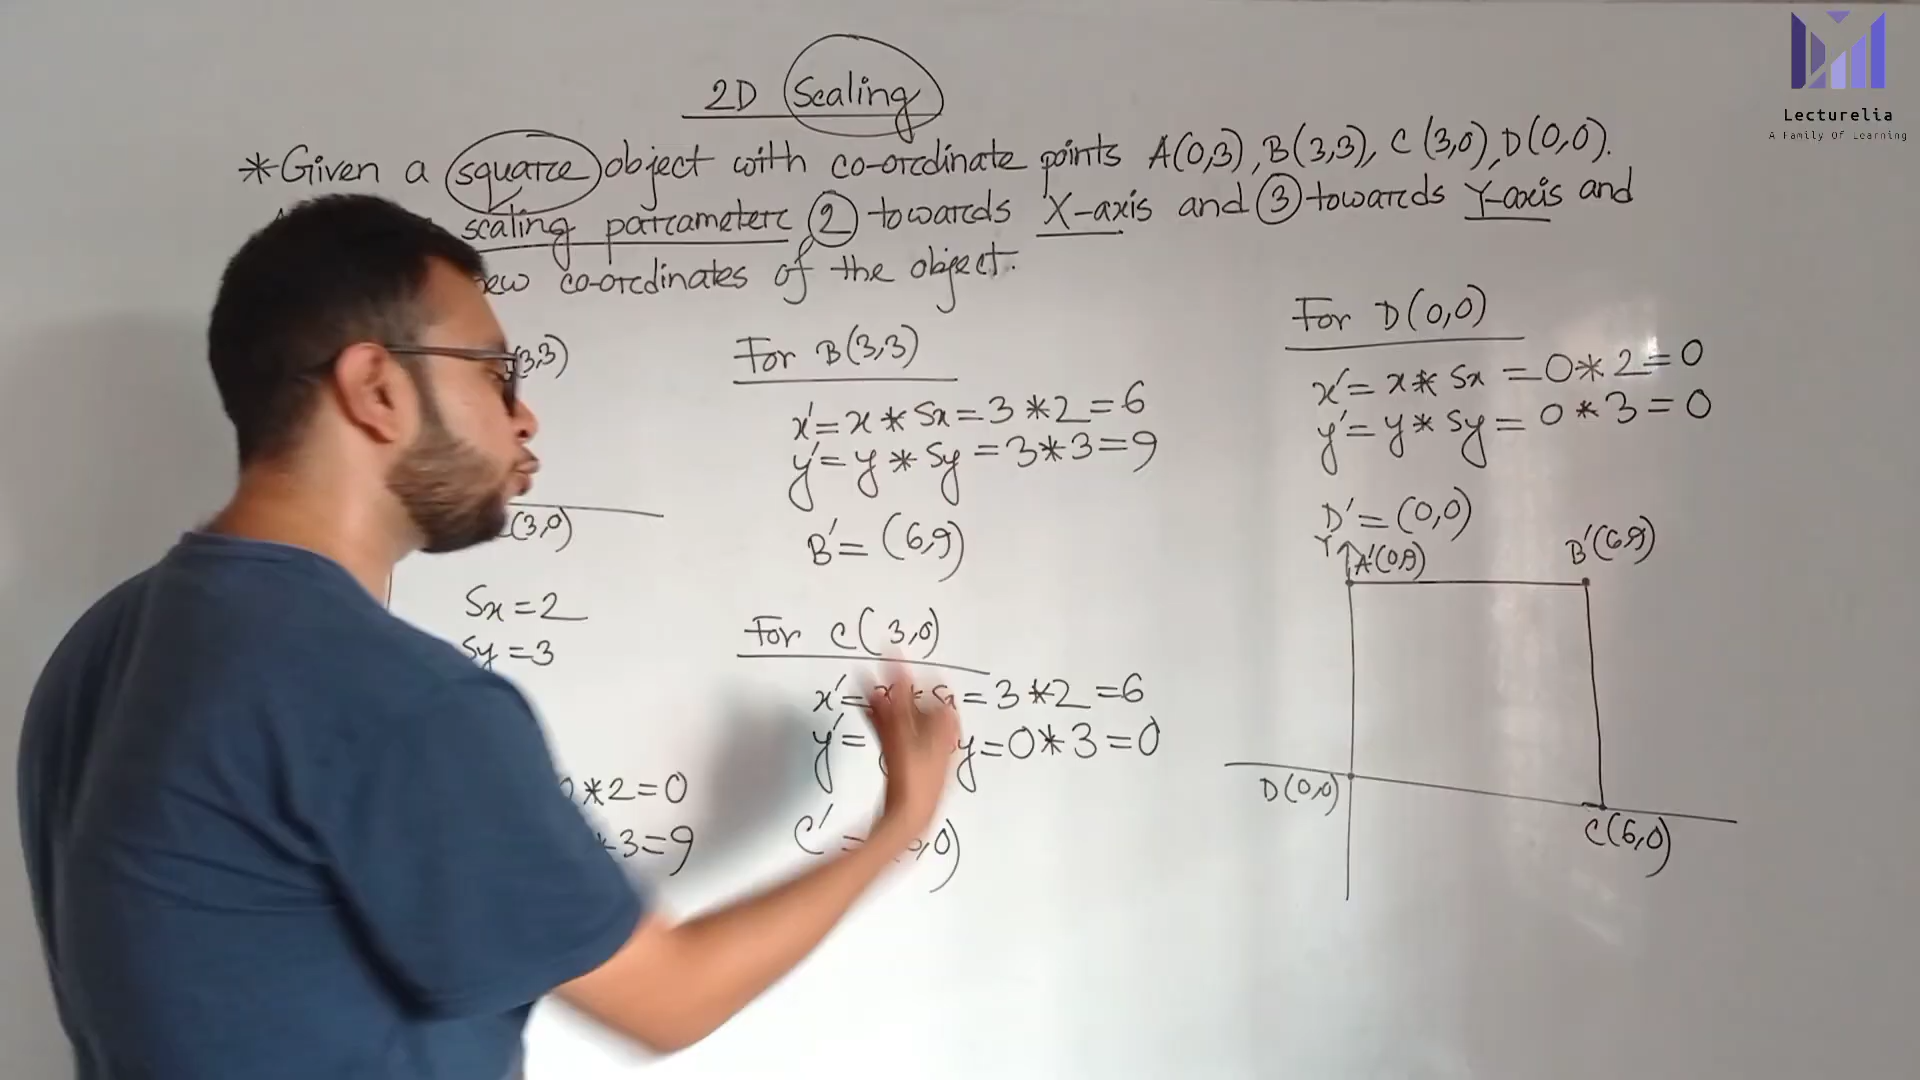 Lecturelia
A Family Of Learning
2D Scaling
*Given a square object with co-ordinate points A(0,3), B(3,3), C(3,0), D(0,0).
scaling parameter 2 towards X-axis and 3 towards Y-axis and
new co-ordinates of the object.
(3,3)
(3,0)
Sx = 2
Sy = 3
*2=0
*3=9
For B(3,3)
x'= x * Sx = 3 * 2 = 6
y'= y * Sy = 3*3=9
B' = (6,9)
For C(3,0)
x'= x * Sx = 3 *2 = 6
y'= y=0*3=0
C' = ,0)
For D(0,0)
x'= x * Sx = 0*2=0
y'= y* Sy = 0 * 3 = 0
D' = (0,0)
Y
A'(0,9)
B'(6,9)
D(0,0)
C(6,0)